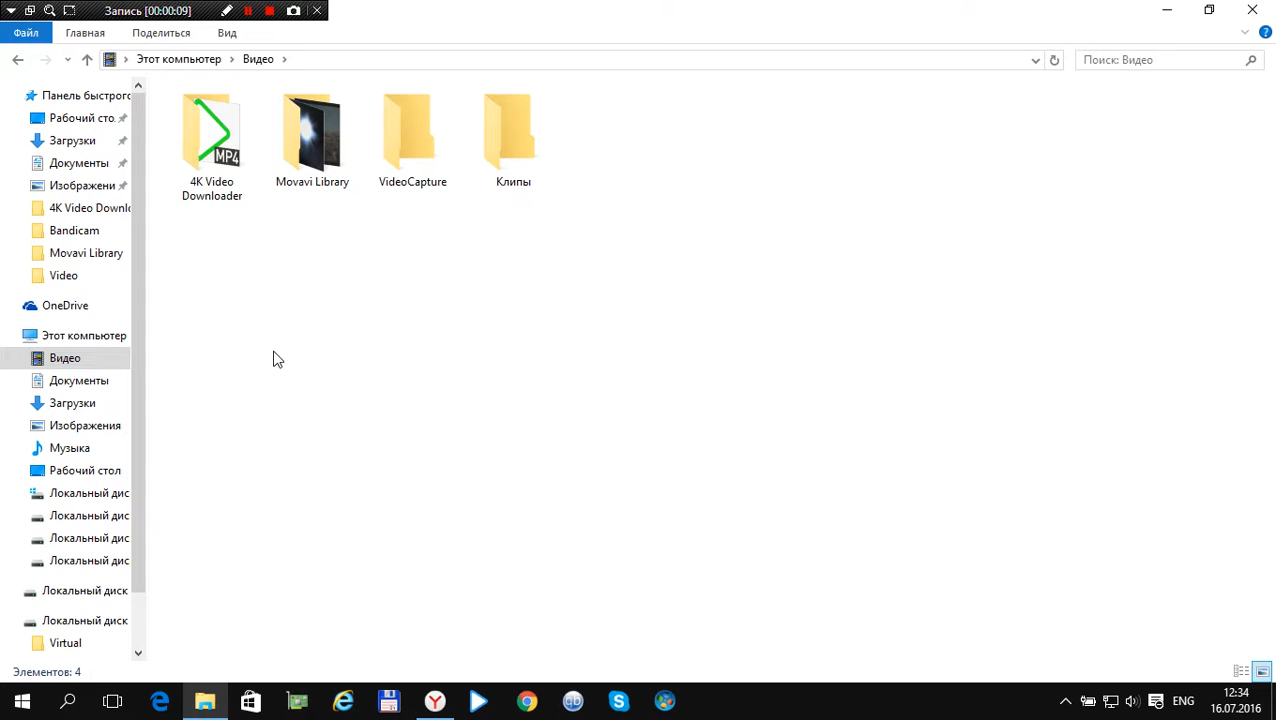 Запись [00:00:09]
Файл
Главная
Поделиться
Вид
Этот компьютер
Видео
Поиск: Видео
Панель быстрого
Рабочий сто
Загрузки
Документы
Изображени
4K Video Downlo
Bandicam
Movavi Library
Video
OneDrive
Этот компьютер
Видео
Документы
Загрузки
Изображения
Музыка
Рабочий стол
Локальный дис
Локальный дис
Локальный дис
Локальный дис
Локальный диск
Локальный диск
Virtual
MP4
4K Video
Downloader
Movavi Library
VideoCapture
Клипы
Элементов: 4
ENG
12:34
16.07.2016